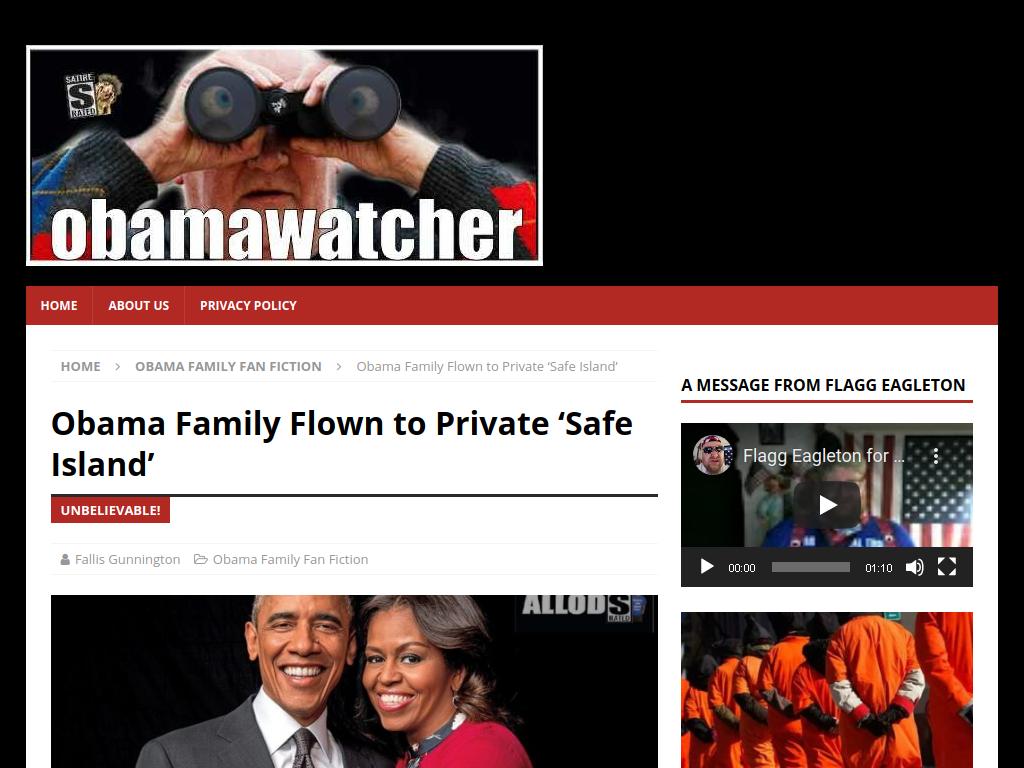 SATIRE
S
RATED
obamawatcher
HOME
ABOUT US
PRIVACY POLICY
HOME > OBAMA FAMILY FAN FICTION > Obama Family Flown to Private ‘Safe Island’
Obama Family Flown to Private ‘Safe
Island’
UNBELIEVABLE!
Fallis Gunnington
Obama Family Fan Fiction
ALLOD
S
RATED
A MESSAGE FROM FLAGG EAGLETON
Flagg Eagleton for ...
00:00
01:10